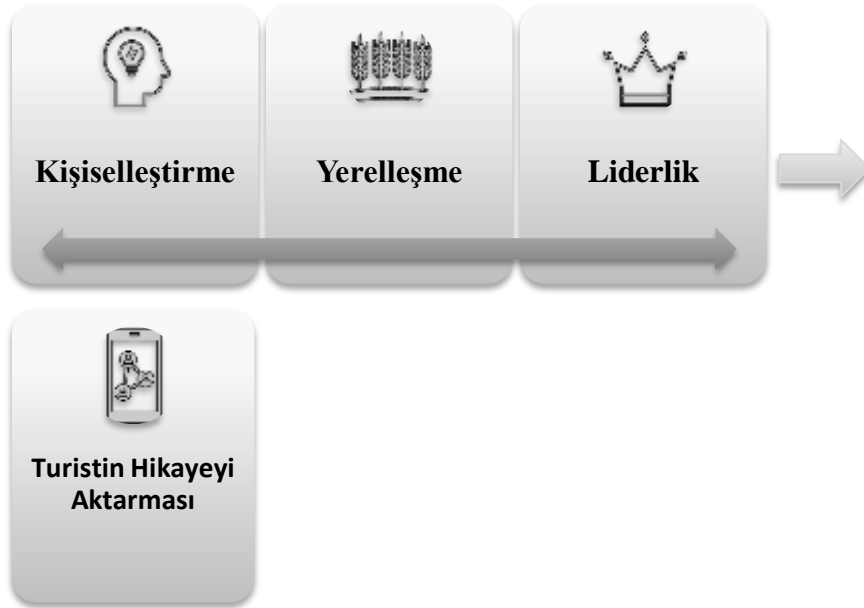 Kişiselleştirme
Yerelleşme
Liderlik
Turistin Hikayeyi
Aktarması